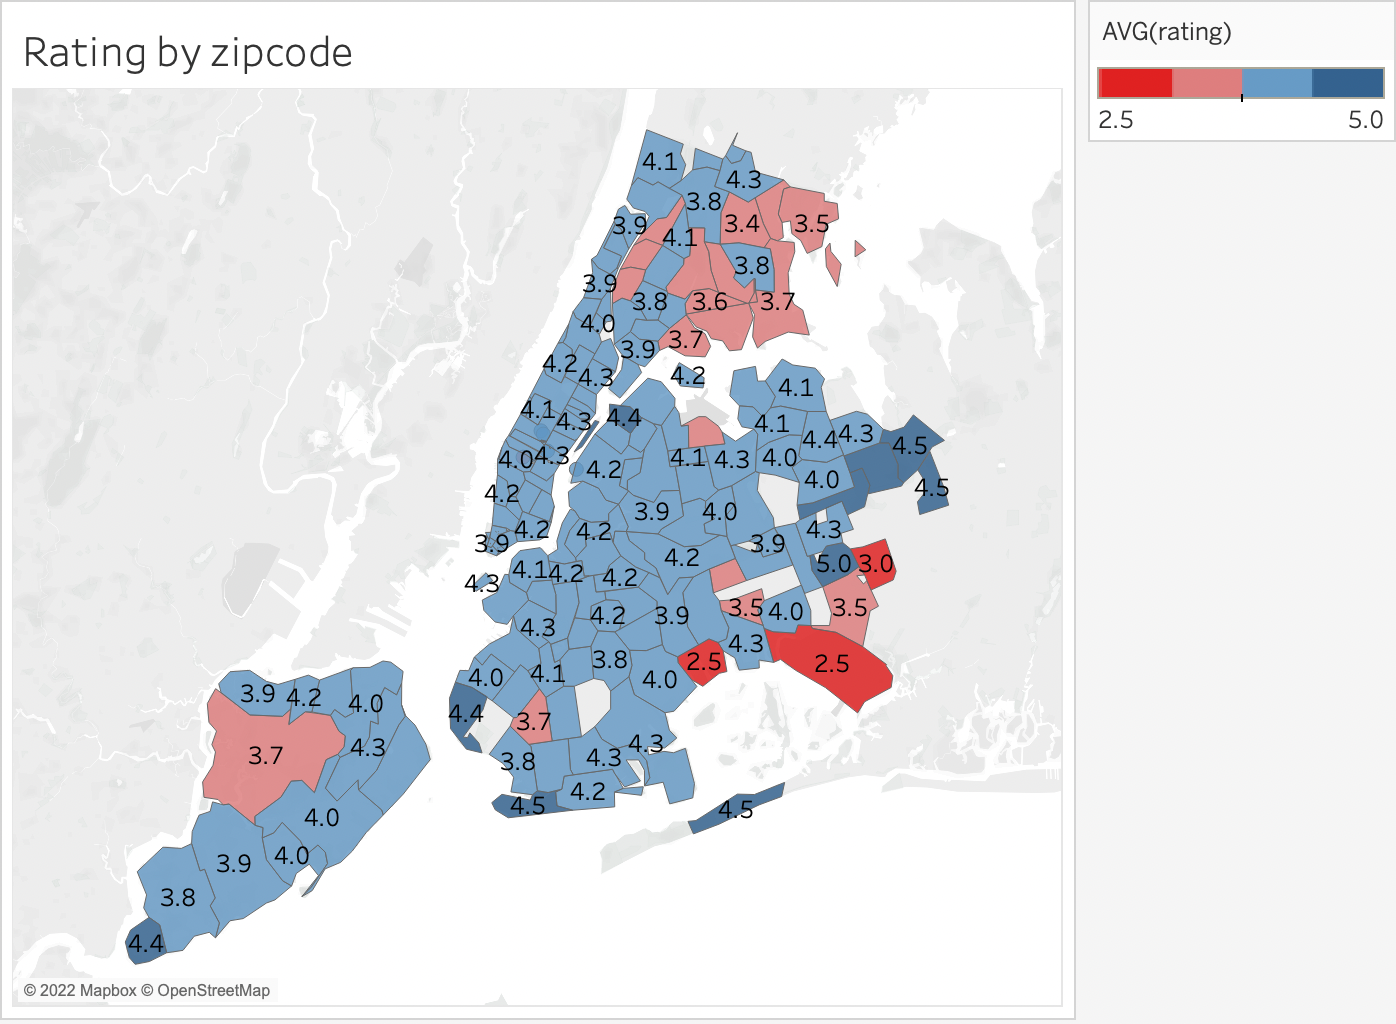 Rating by zipcode
AVG(rating)
2.5 5.0
4.1
4.3
3.8
3.9 3.4 3.5
4.1
3.8
3.9
3.8 3.6 3.7
4.0
3.7
3.9
4.2
4.3 4.2
4.1
4.1
4.3 4.4 4.1
4.4 4.3
4.5
4.0 4.3 4.1 4.3 4.0
4.2
4.0
4.2 4.5
3.9 4.0
4.2 4.2 4.3
3.9 3.9
4.2
5.0 3.0
4.1 4.2 4.2
4.3
4.2 3.9 3.5 4.0 3.5
4.3
4.3
3.8 2.5 2.5
4.0 4.1 4.0
3.9 4.2 4.0
4.4 3.7
4.3 4.3
3.7 3.8 4.3
4.2
4.5 4.5
4.0
4.0
3.9
3.8
4.4
© 2022 Mapbox © OpenStreetMap